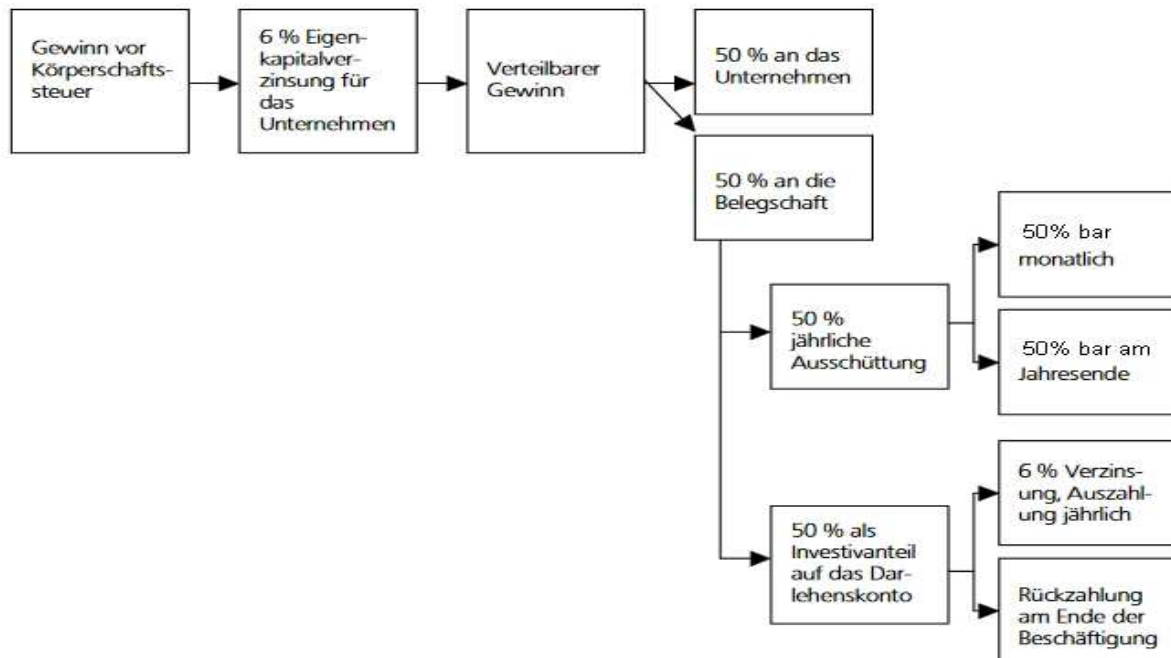 Gewinn vor
Körperschafts-
steuer
6 % Eigen-
kapitalver-
zinsung für
das
Unternehmen
Verteilbarer
Gewinn
50 % an das
Unternehmen
50 % an die
Belegschaft
50 %
jährliche
Ausschüttung
50% bar
monatlich
50% bar am
Jahresende
50 % als
Investivanteil
auf das Dar-
lehenskonto
6 % Verzins-
ung, Auszahl-
ung jährlich
Rückzahlung
am Ende der
Beschäftigung